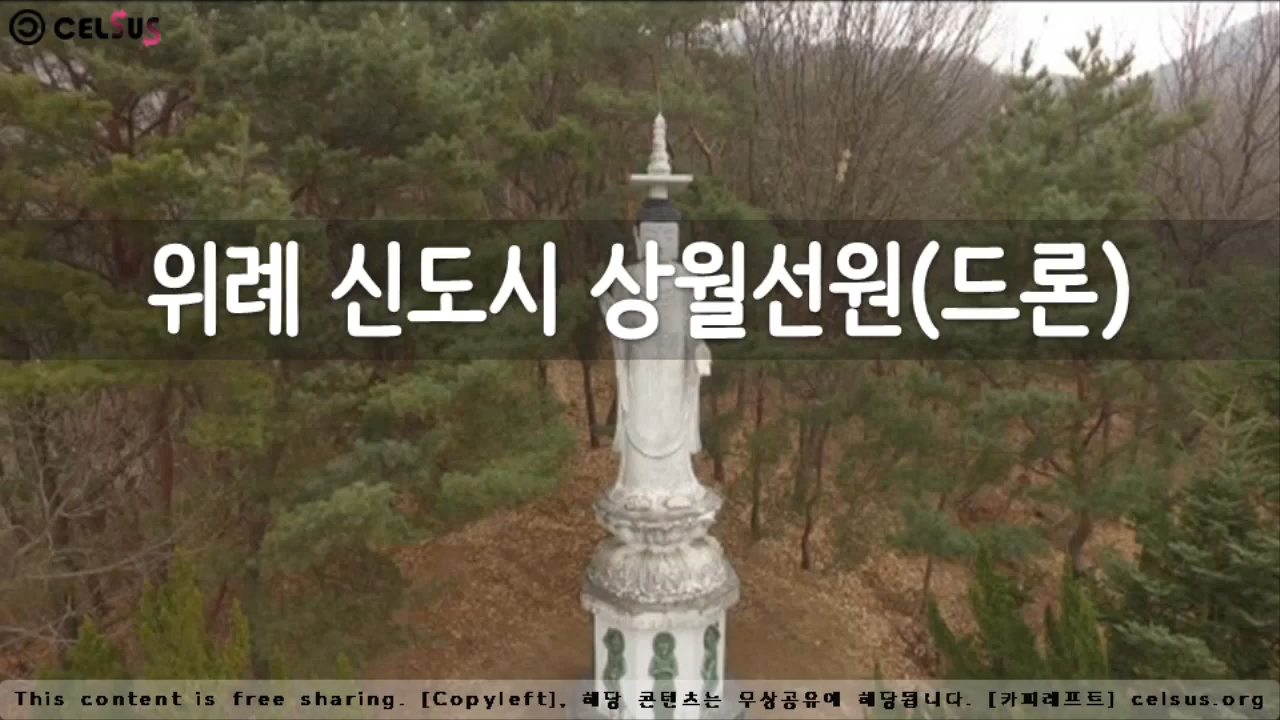 CELSUS
위례 신도시 상월선원(드론)
This content is free sharing. [Copyleft], 해당 콘텐츠는 무상공유에 해당됩니다. [카피레프트] celsus.org